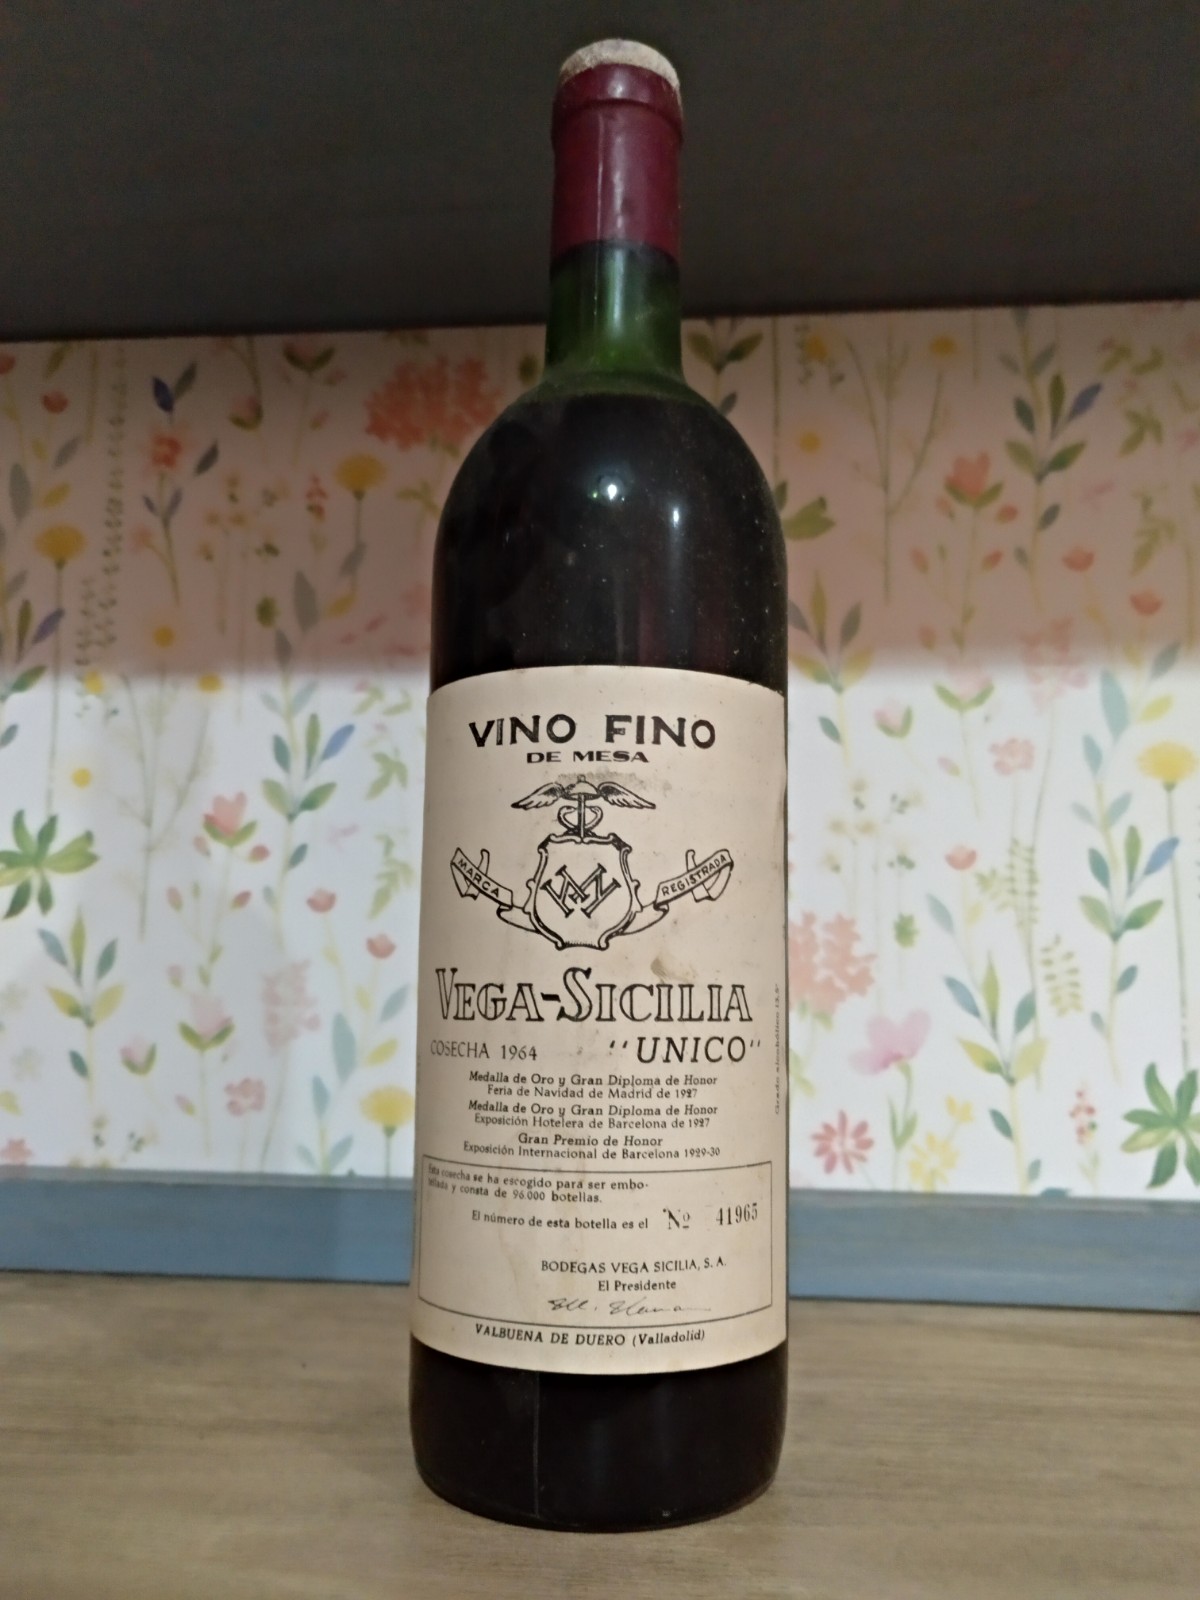 VINO FINO
DE MESA
MARCA
REGISTRADA
VEGA-SICILIA
COSECHA 1964 "UNICO"
Medalla de Oro y Gran Diploma de Honor
Feria de Navidad de Madrid de 1927
Medalla de Oro y Gran Diploma de Honor
Exposición Hotelera de Barcelona de 1927
Gran Premio de Honor
Exposición Internacional de Barcelona 1929-30
Esta cosecha se ha escogido para ser embo-
tellada y consta de 96.000 botellas.
El número de esta botella es el Nº 41965
BODEGAS VEGA SICILIA, S. A.
El Presidente
VALBUENA DE DUERO (Valladolid)
Grado alcohólico